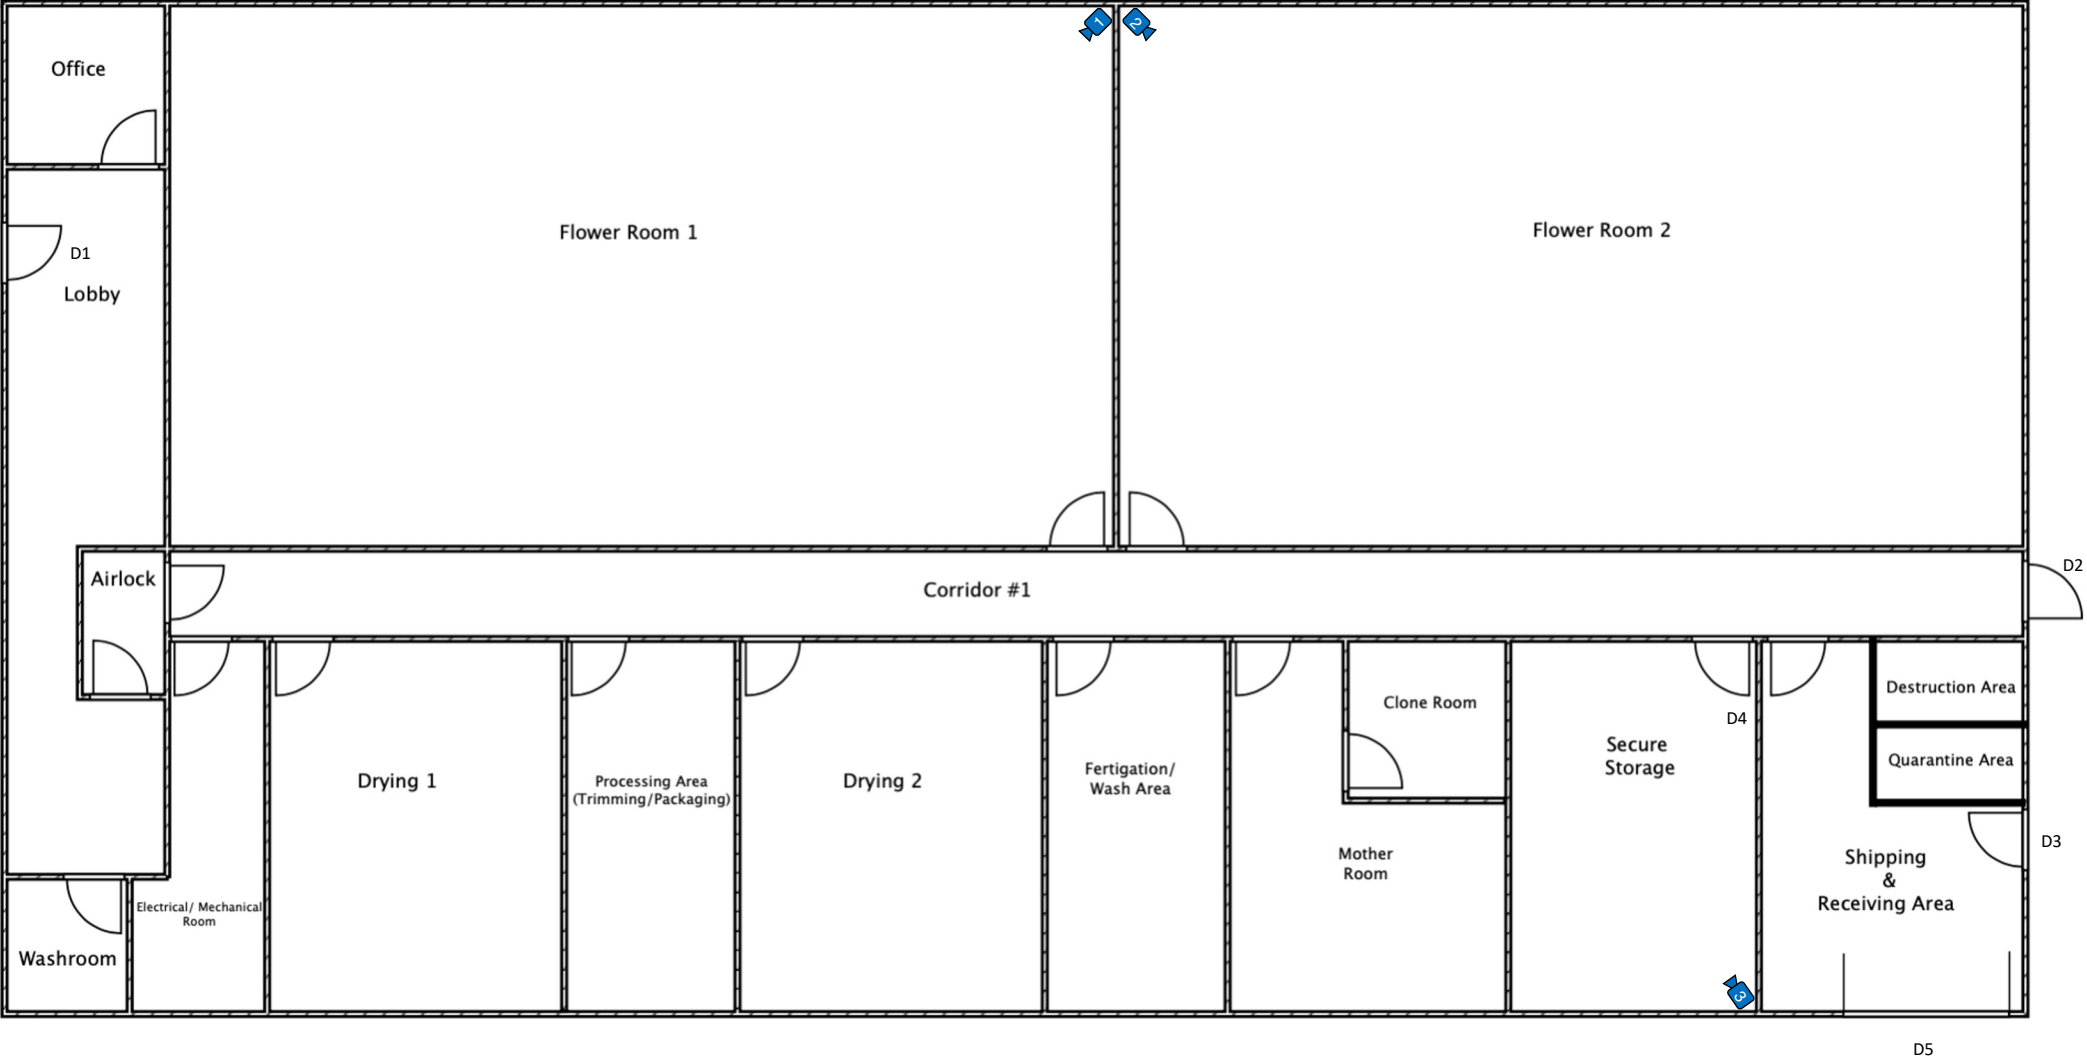 1
2
Office
Flower Room 1
Flower Room 2
D1
Lobby
D2
Airlock
Corridor #1
Destruction Area
Clone Room
D4
Secure
Storage
Quarantine Area
Drying 1
Processing Area
(Trimming/Packaging)
Drying 2
Fertigation/
Wash Area
D3
Mother
Room
Shipping
&
Receiving Area
Electrical/ Mechanical
Room
Washroom
3
D5